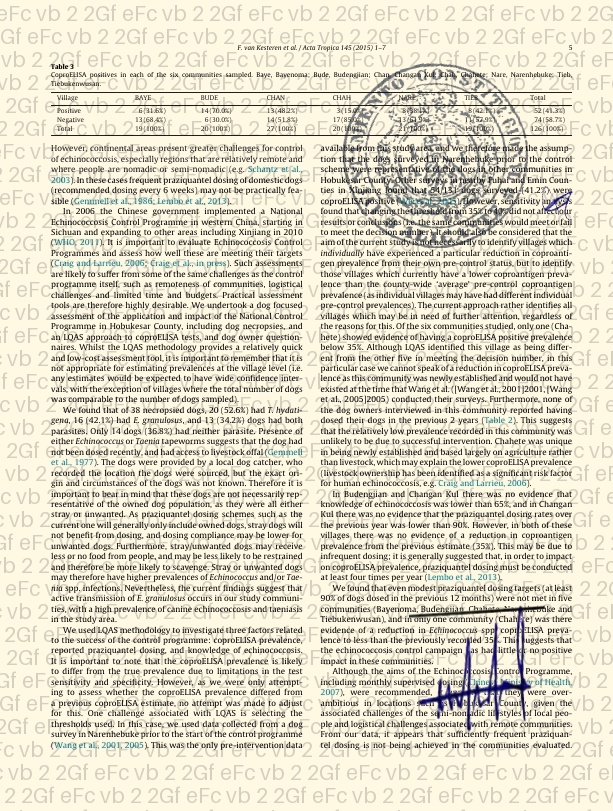 F. van Kesteren et al. / Acta Tropica 145 (2015) 1–7
5
Table 3
CoproELISA positives in each of the six communities sampled. Baye, Bayenoma; Bude, Budengjian; Chan, Changan Kul; Chah, Chahete; Nare, Narenhebuke; Tieb,
Tiebukenwusan.
Village BAYE BUDE CHAN CHAH NARE TIEB Total
Positive 6 (31.6%) 14 (70.0%) 13 (48.2%) 3 (15.0%) 8 (42.1%) 52 (41.3%)
Negative 13 (68.4%) 6 (30.0%) 14 (51.8%) 17 (85.0%) 11 (57.9%) 74 (58.7%)
Total 19 (100%) 20 (100%) 27 (100%) 20 (100%) 21 (100%) 19 (100%) 126 (100%)
However, continental areas present greater challenges for control
of echinococcosis, especially regions that are relatively remote and
where people are nomadic or semi-nomadic (e.g. Schantz et al.,
2003). In these cases frequent praziquantel dosing of domestic dogs
(recommended dosing every 6 weeks) may not be practically fea-
sible (Gemmell et al., 1986; Lembo et al., 2013).
In 2006 the Chinese government implemented a National
Echinococcosis Control Programme in western China, starting in
Sichuan and expanding to other areas including Xinjiang in 2010
(WHO, 2011). It is important to evaluate Echinococcosis Control
Programmes and assess how well these are meeting their targets
(Craig and Larrieu, 2006; Craig et al., in press). Such assessments
are likely to suffer from some of the same challenges as the control
programme itself, such as remoteness of communities, logistical
challenges and limited time and budgets. Practical assessment
tools are therefore highly desirable. We undertook a dog focused
assessment of the application and impact of the National Control
Programme in Hobukesar County, including dog necropsies, and
an LQAS approach to coproELISA tests, and dog owner question-
naires. Whilst the LQAS methodology provides a relatively quick
and low-cost assessment tool, it is important to remember that it is
not appropriate for estimating prevalences at the village level (i.e.
any estimates would be expected to have wide confidence inter-
vals, with the exception of villages where the total number of dogs
was comparable to the number of dogs sampled).
We found that of 38 necropsied dogs, 20 (52.6%) had T. hydati-
gena, 16 (42.1%) had E. granulosus, and 13 (34.2%) dogs had both
parasites. Only 14 dogs (36.8%) had neither parasite. Presence of
either Echinococcus or Taenia tapeworms suggests that the dog had
not been dosed recently, and had access to livestock offal (Gemmell
et al., 1977). The dogs were provided by a local dog catcher, who
recorded the location the dogs were sourced, but the exact ori-
gin and circumstances of the dogs was not known. Therefore it is
important to bear in mind that these dogs are not necessarily rep-
resentative of the owned dog population, as they were all either
stray or unwanted. As praziquantel dosing schemes, such as the
current one will generally only include owned dogs, stray dogs will
not benefit from dosing, and dosing compliance may be lower for
unwanted dogs. Furthermore, stray/unwanted dogs may receive
less or no food from people, and may be less likely to be restrained
and therefore be more likely to scavenge. Stray or unwanted dogs
may therefore have higher prevalences of Echinococcus and/or Tae-
nia spp. infections. Nevertheless, the current findings suggest that
active transmission of E. granulosus occurs in our study communi-
ties, with a high prevalence of canine echinococcosis and taeniasis
in the study area.
We used LQAS methodology to investigate three factors related
to the success of the control programme: coproELISA prevalence,
reported praziquantel dosing, and knowledge of echinococcosis.
It is important to note that the coproELISA prevalence is likely
to differ from the true prevalence due to limitations in the test
sensitivity and specificity. However, as we were only attempt-
ing to assess whether the coproELISA prevalence differed from
a previous coproELISA estimate, no attempt was made to adjust
for this. One challenge associated with LQAS is selecting the
thresholds used. In this case, we used data collected from a dog
survey in Narenhebuke prior to the start of the control programme
(Wang et al., 2001, 2005). This was the only pre-intervention data
available from this study area, and we therefore made the assump-
tion that the dogs surveyed in Narenhebuke prior to the control
scheme were representative of the dogs in other communities in
Hobukesar County. Other surveys in nearby Fuhai and Emin Coun-
ties in Xinjiang found that 54/131 dogs surveyed (41.2%) were
coproELISA positive. However, sensitivity analysis
found that changing the threshold from 35% to 40% did not affect our
results or conclusions (i.e. the same communities would meet or fail
to meet the decision number). It should also be considered that the
aim of the current study is not necessarily to identify villages which
individually have experienced a particular reduction in coproanti-
gen prevalence from their own pre-control status, but to identify
those villages which currently have a lower coproantigen preva-
lence than the county-wide 'average' pre-control coproantigen
prevalence (as individual villages may have had different individual
pre-control prevalences). The current approach rather identifies all
villages which may be in need of further attention, regardless of
the reasons for this. Of the six communities studied, only one (Cha-
hete) showed evidence of having a coproELISA positive prevalence
below 35%. Although LQAS identified this village as being differ-
ent from the other five in meeting the decision number, in this
particular case we cannot speak of a reduction in coproELISA preva-
lence as this community was newly established and would not have
existed at the time that Wang et al. ([Wang et al., 2001]2001, [Wang
et al., 2005]2005) conducted their surveys. Furthermore, none of
the dog owners interviewed in this community reported having
dosed their dogs in the previous 2 years (Table 2). This suggests
that the relatively low prevalence recorded in this community was
unlikely to be due to successful intervention. Chahete was unique
in being newly established and based largely on agriculture rather
than livestock, which may explain the lower coproELISA prevalence
(livestock ownership has been identified as a significant risk factor
for human echinococcosis, e.g. Craig and Larrieu, 2006).
In Budengjian and Changan Kul there was no evidence that
knowledge of echinococcosis was lower than 65%, and in Changan
Kul there was no evidence that the praziquantel dosing rates over
the previous year was lower than 90%. However, in both of these
villages there was no evidence of a reduction in coproantigen
prevalence from the previous estimate (35%). This may be due to
infrequent dosing; it is generally suggested that, in order to impact
on coproELISA prevalence, praziquantel dosing must be conducted
at least four times per year (Lembo et al., 2013).
We found that even modest praziquantel dosing targets (at least
90% of dogs dosed in the previous 12 months) were not met in five
communities (Bayenoma, Budengjian, Chahete, Narenhebuke and
Tiebukenwusan), and in only one community (Chahete) was there
evidence of a reduction in Echinococcus spp. coproELISA preva-
lence to less than the previously recorded 35%. This suggests that
the echinococcosis control campaign has had little or no positive
impact in these communities.
Although the aims of the Echinococcosis Control Programme,
including monthly supervised dosing (Chinese Ministry of Health,
2007), were recommended, they were over-
ambitious in locations such as Hobukesar County, given the
associated challenges of the semi-nomadic lifestyles of local peo-
ple and logistical challenges associated with remote communities.
From our data, it appears that sufficiently frequent praziquan-
tel dosing is not being achieved in the communities evaluated.